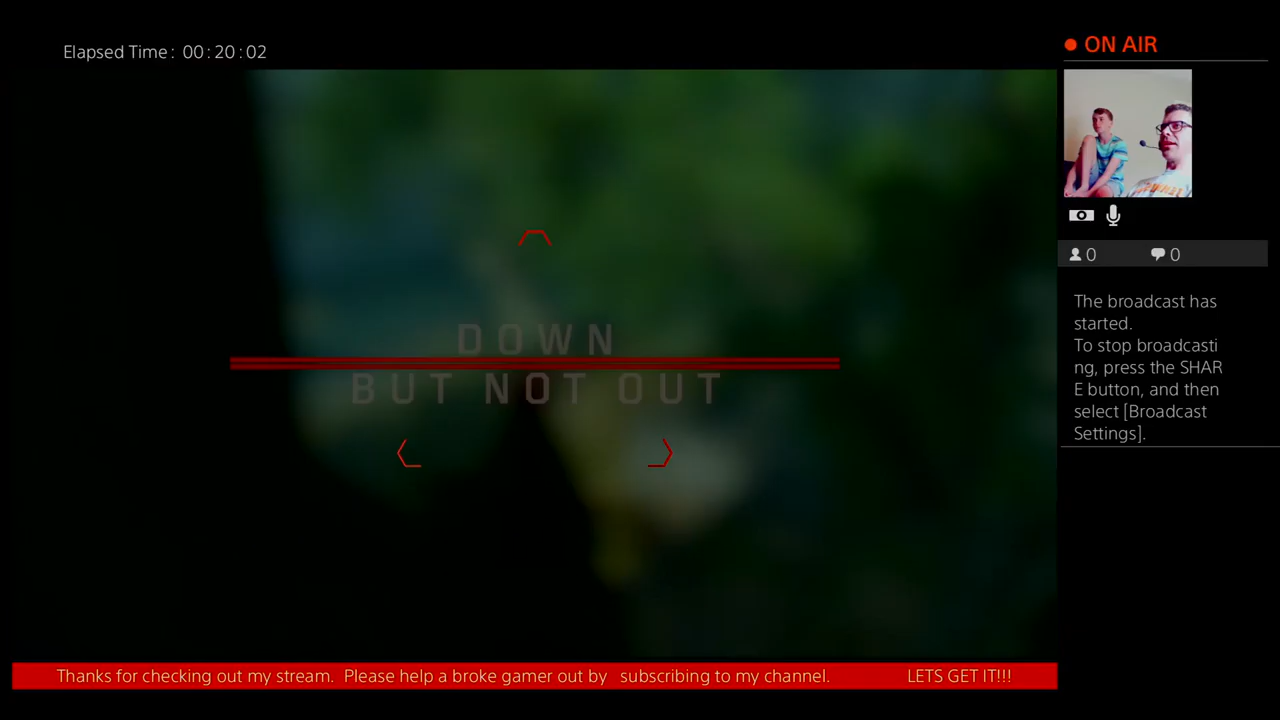 Elapsed Time: 00:20:02
ON AIR
0 0
DOWN
BUT NOT OUT
The broadcast has
started.
To stop broadcasti
ng, press the SHAR
E button, and then
select [Broadcast
Settings].
Thanks for checking out my stream. Please help a broke gamer out by subscribing to my channel. LETS GET IT!!!